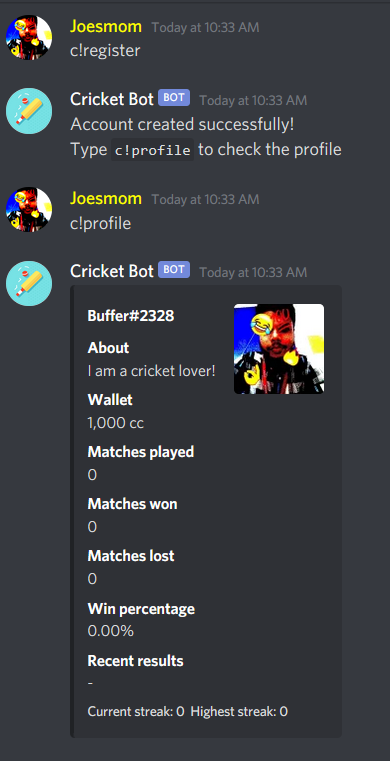 Joesmom Today at 10:33 AM
c!register
Cricket Bot BOT Today at 10:33 AM
Account created successfully!
Type c!profile to check the profile
Joesmom Today at 10:33 AM
c!profile
Cricket Bot BOT Today at 10:33 AM
Buffer#2328
About
I am a cricket lover!
Wallet
1,000 cc
Matches played
0
Matches won
0
Matches lost
0
Win percentage
0.00%
Recent results
-
Current streak: 0 Highest streak: 0